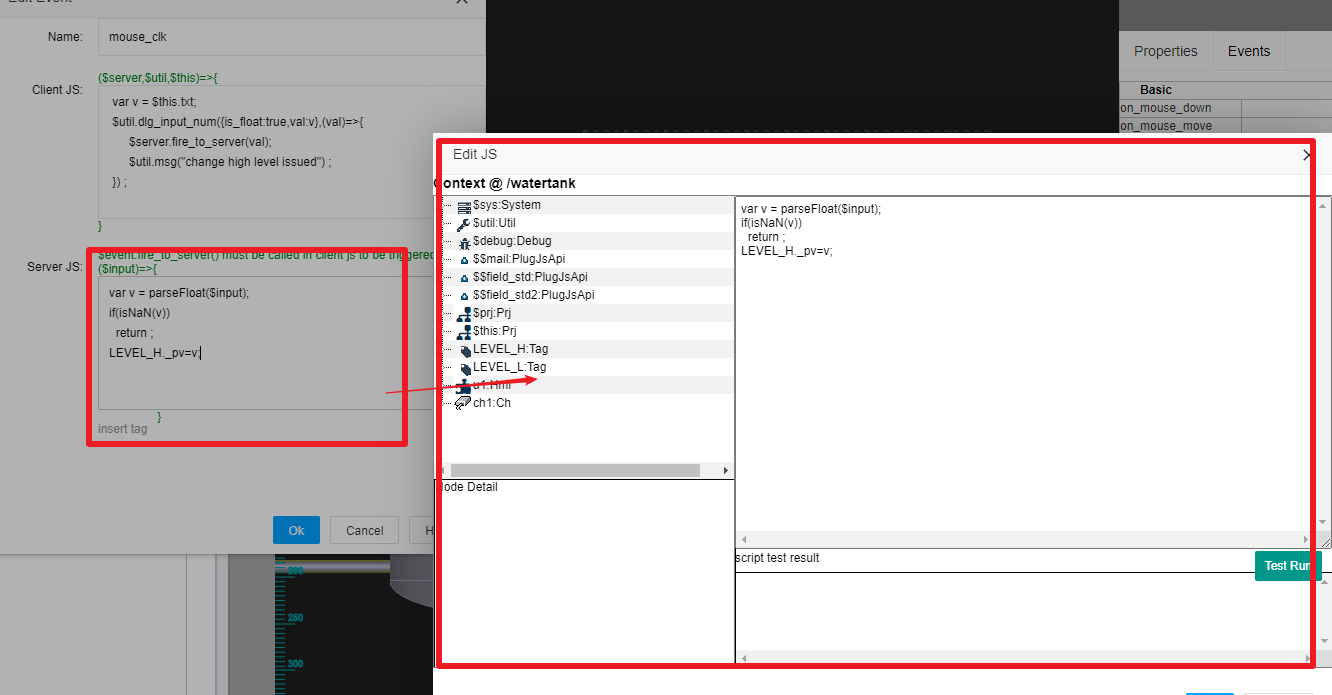 Edit Event
Name:
mouse_clk
Client JS:
($server,$util,$this)=>{
var v = $this.txt;
$util.dlg_input_num({is_float:true,val:v},(val)=>{
$server.fire_to_server(val);
$util.msg("change high level issued") ;
}) ;
}
Server JS:
$event.fire_to_server() must be called in client js to be triggered
($input)=>{
var v = parseFloat($input);
if(isNaN(v))
return ;
LEVEL_H._pv=v;
}
insert tag
Ok
Cancel
H
250
300
Properties
Events
Basic
on_mouse_down
on_mouse_move
Edit JS
Context @ /watertank
$sys:System
$util:Util
$debug:Debug
$$mail:PlugJsApi
$$field_std:PlugJsApi
$$field_std2:PlugJsApi
$prj:Prj
$this:Prj
LEVEL_H:Tag
LEVEL_L:Tag
u1:Hmi
ch1:Ch
Node Detail
var v = parseFloat($input);
if(isNaN(v))
return ;
LEVEL_H._pv=v;
script test result
Test Run